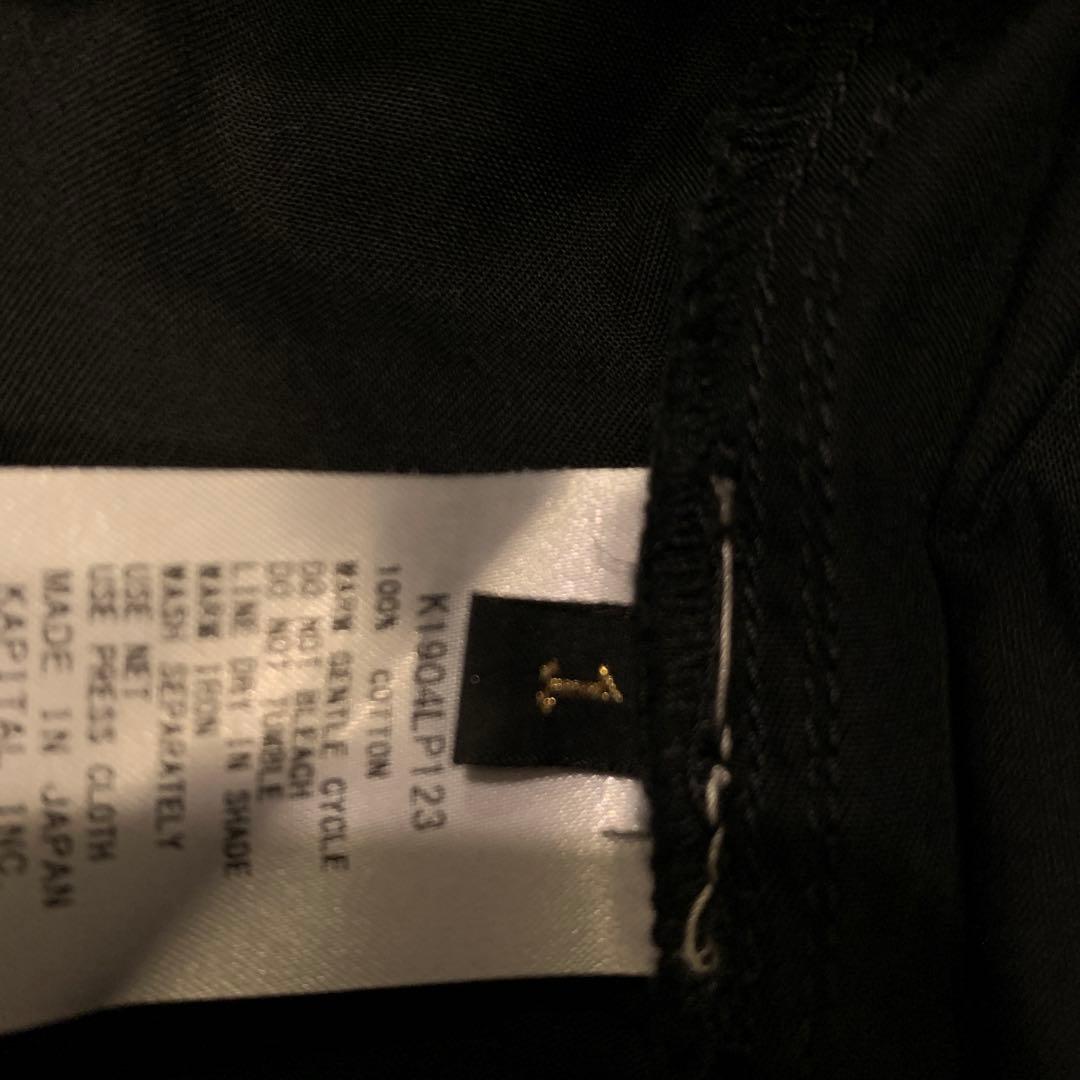 1
K1904LP123
100% COTTON
WARM GENTLE CYCLE
DO NOT BLEACH
DO NOT TUMBLE
LINE DRY IN SHADE
WARM IRON
WASH SEPARATELY
USE NET
USE PRESS CLOTH
MADE IN JAPAN
KAPITAL INC